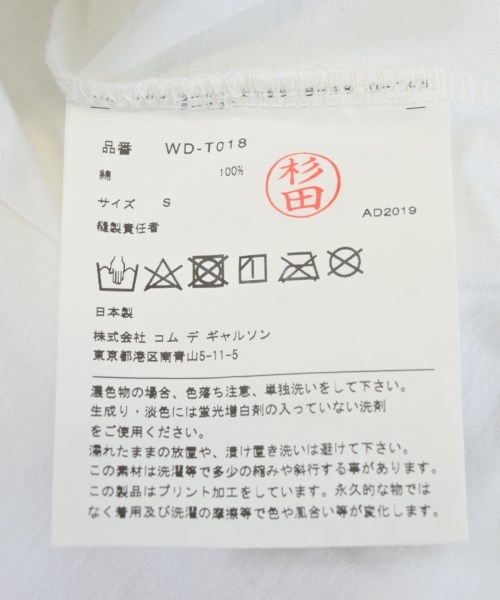 品番 WD-T018
綿 100%
杉田
サイズ S
AD2019
縫製責任者
日本製
株式会社 コム デ ギャルソン
東京都港区南青山5-11-5
濃色物の場合、色落ち注意、単独洗いをして下さい。
生成り・淡色には蛍光増白剤の入っていない洗剤
をご使用ください。
濡れたままの放置や、漬け置き洗いは避けて下さい。
この素材は洗濯等で多少の縮みや斜行する事があります。
この製品はプリント加工をしています。永久的な物では
なく着用及び洗濯の摩擦等で色や風合い等が変化します。